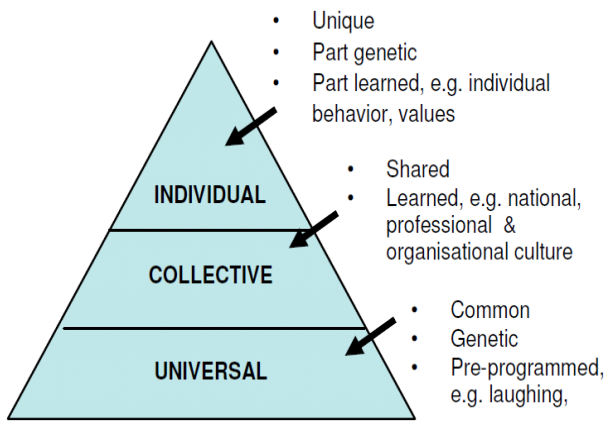 • Unique
• Part genetic
• Part learned, e.g. individual
behavior, values
INDIVIDUAL
• Shared
• Learned, e.g. national,
professional &
organisational culture
COLLECTIVE
• Common
• Genetic
• Pre-programmed,
e.g. laughing,
UNIVERSAL